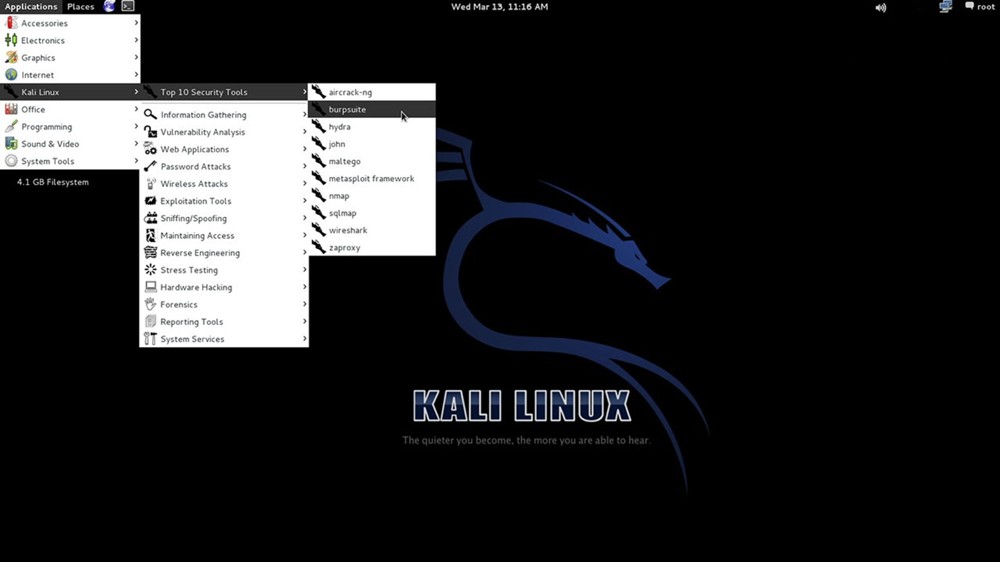 Applications Places Wed Mar 13, 11:16 AM root
Accessories
Electronics
Graphics
Internet
Kali Linux
Office
Programming
Sound & Video
System Tools
4.1 GB Filesystem
Top 10 Security Tools
Information Gathering
Vulnerability Analysis
Web Applications
Password Attacks
Wireless Attacks
Exploitation Tools
Sniffing/Spoofing
Maintaining Access
Reverse Engineering
Stress Testing
Hardware Hacking
Forensics
Reporting Tools
System Services
aircrack-ng
burpsuite
hydra
john
maltego
metasploit framework
nmap
sqlmap
wireshark
zaproxy
KALI LINUX
The quieter you become, the more you are able to hear.